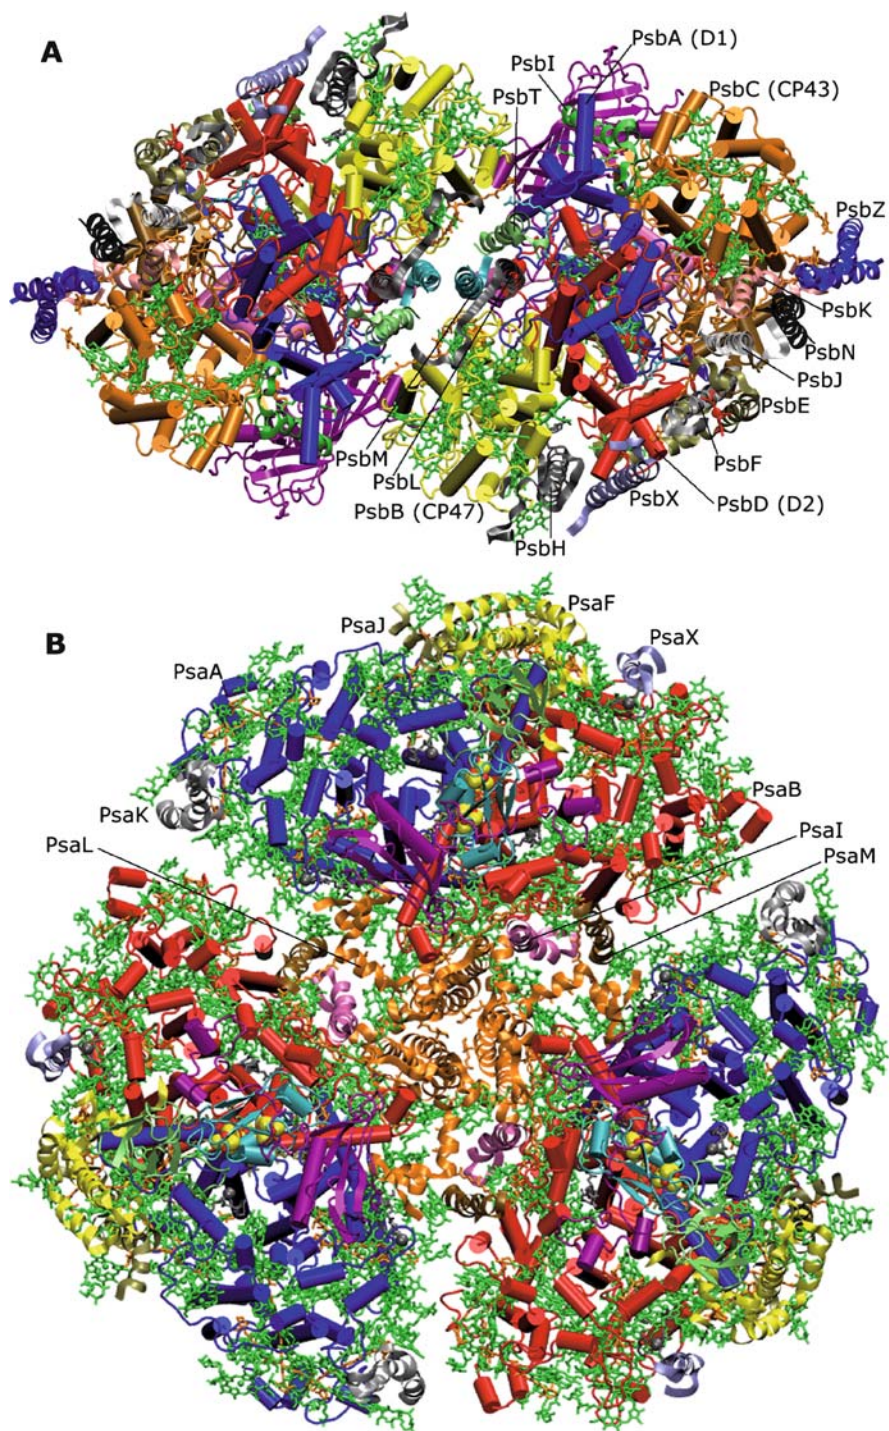 A
PsbA (D1)
PsbI
PsbT
PsbC (CP43)
PsbZ
PsbK
PsbN
PsbJ
PsbE
PsbF
PsbM
PsbL
PsbX
PsbB (CP47)
PsbD (D2)
PsbH
B
PsaF
PsaJ
PsaX
PsaA
PsaB
PsaK
PsaI
PsaL
PsaM